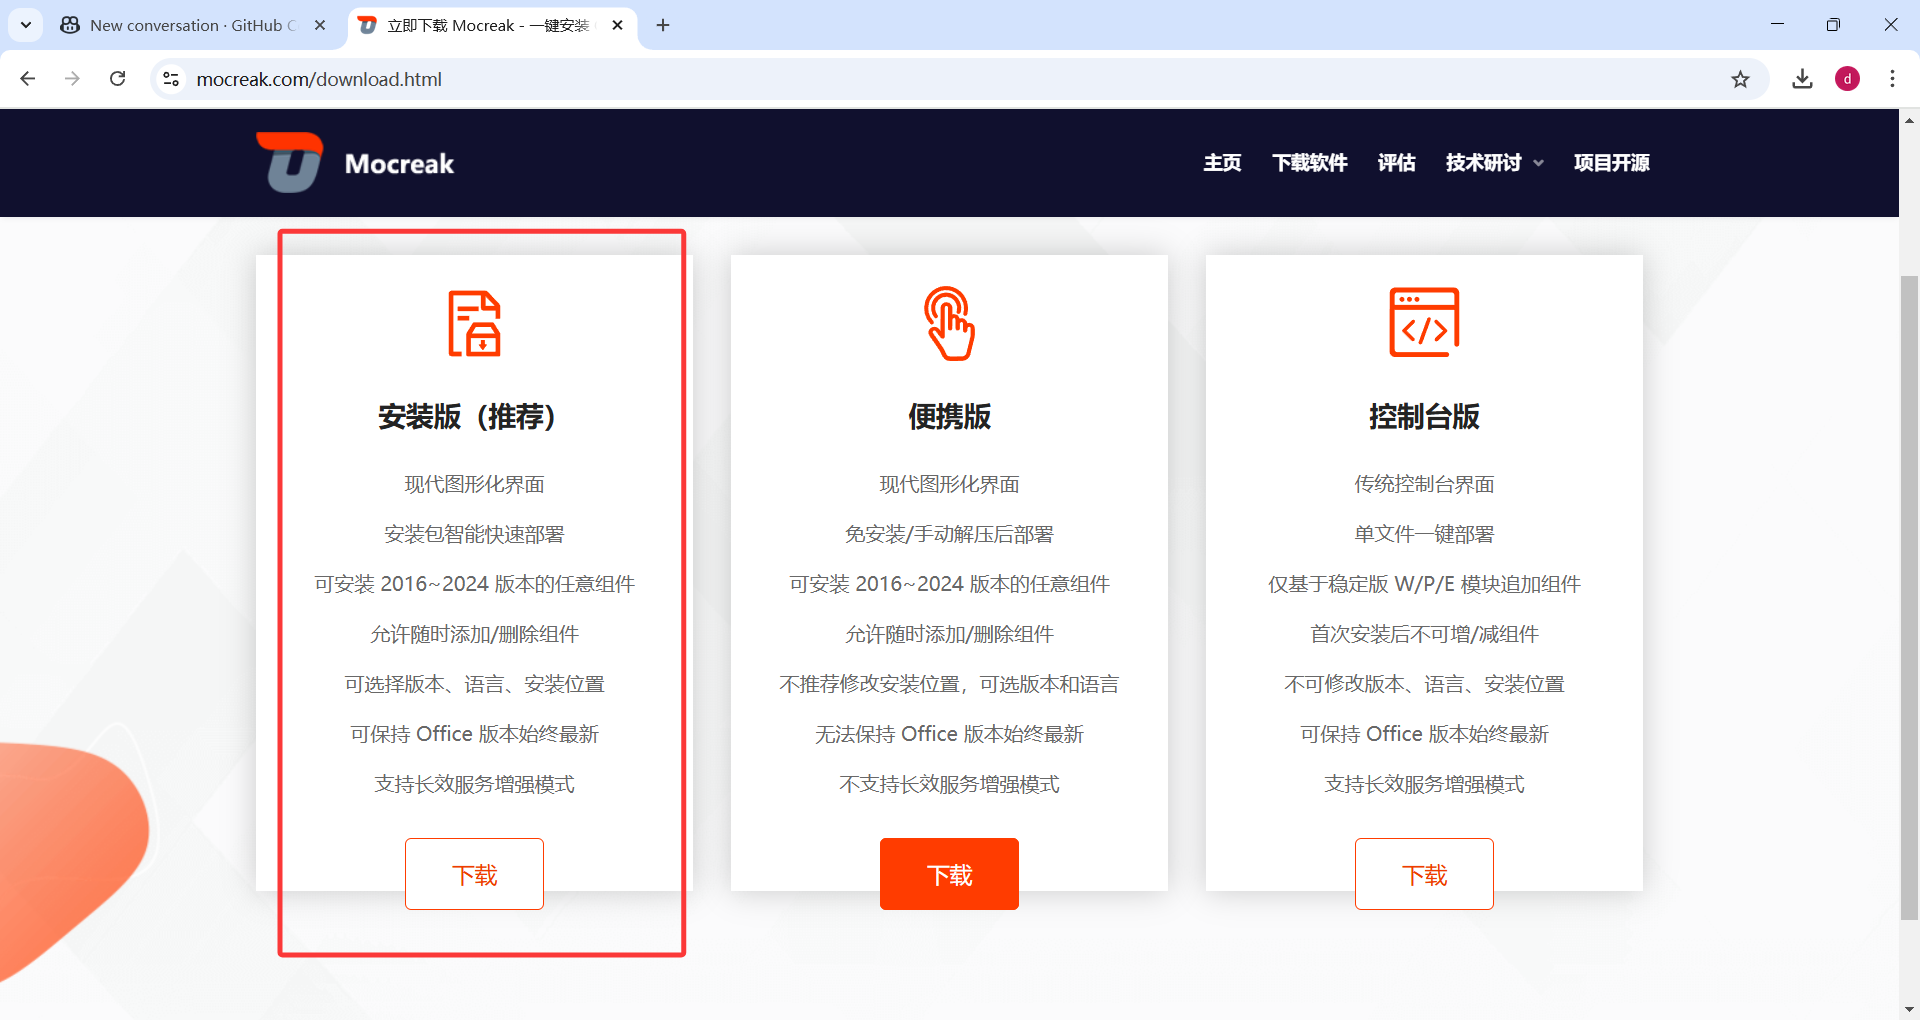 New conversation · GitHub C
立即下载 Mocreak - 一键安装
mocreak.com/download.html
d
Mocreak
主页
下载软件
评估
技术研讨
项目开源
安装版（推荐）
现代图形化界面
安装包智能快速部署
可安装 2016~2024 版本的任意组件
允许随时添加/删除组件
可选择版本、语言、安装位置
可保持 Office 版本始终最新
支持长效服务增强模式
下载
便携版
现代图形化界面
免安装/手动解压后部署
可安装 2016~2024 版本的任意组件
允许随时添加/删除组件
不推荐修改安装位置，可选版本和语言
无法保持 Office 版本始终最新
不支持长效服务增强模式
下载
控制台版
传统控制台界面
单文件一键部署
仅基于稳定版 W/P/E 模块追加组件
首次安装后不可增/减组件
不可修改版本、语言、安装位置
可保持 Office 版本始终最新
支持长效服务增强模式
下载